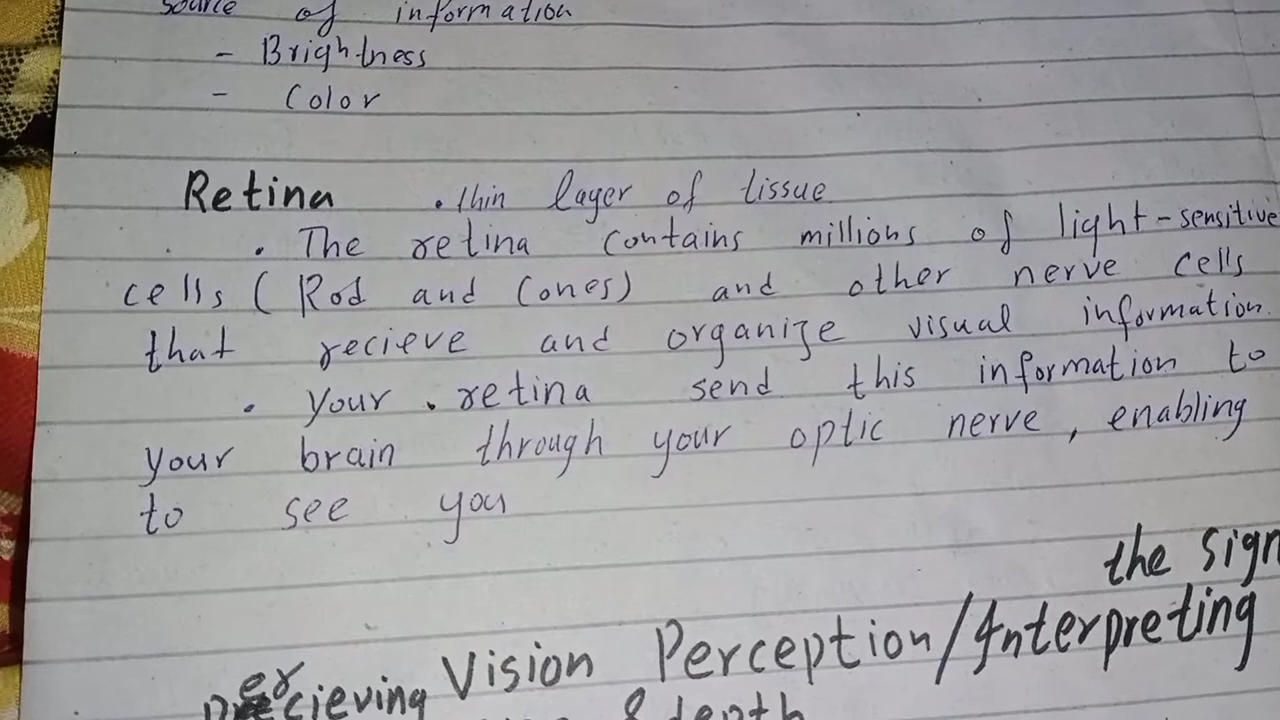 source of information
- Brightness
- Color
Retina . thin layer of tissue
. The retina contains millions of light-sensitive
cells (Rod and Cones) and other nerve cells
that recieve and organize visual information.
. your . retina send this information to
your brain through your optic nerve, enabling
to see you
the sign
Vision Perception/Interpreting
& depth